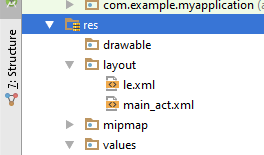 com.example.myapplication (a
res
drawable
layout
le.xml
main_act.xml
mipmap
values
7: Structure